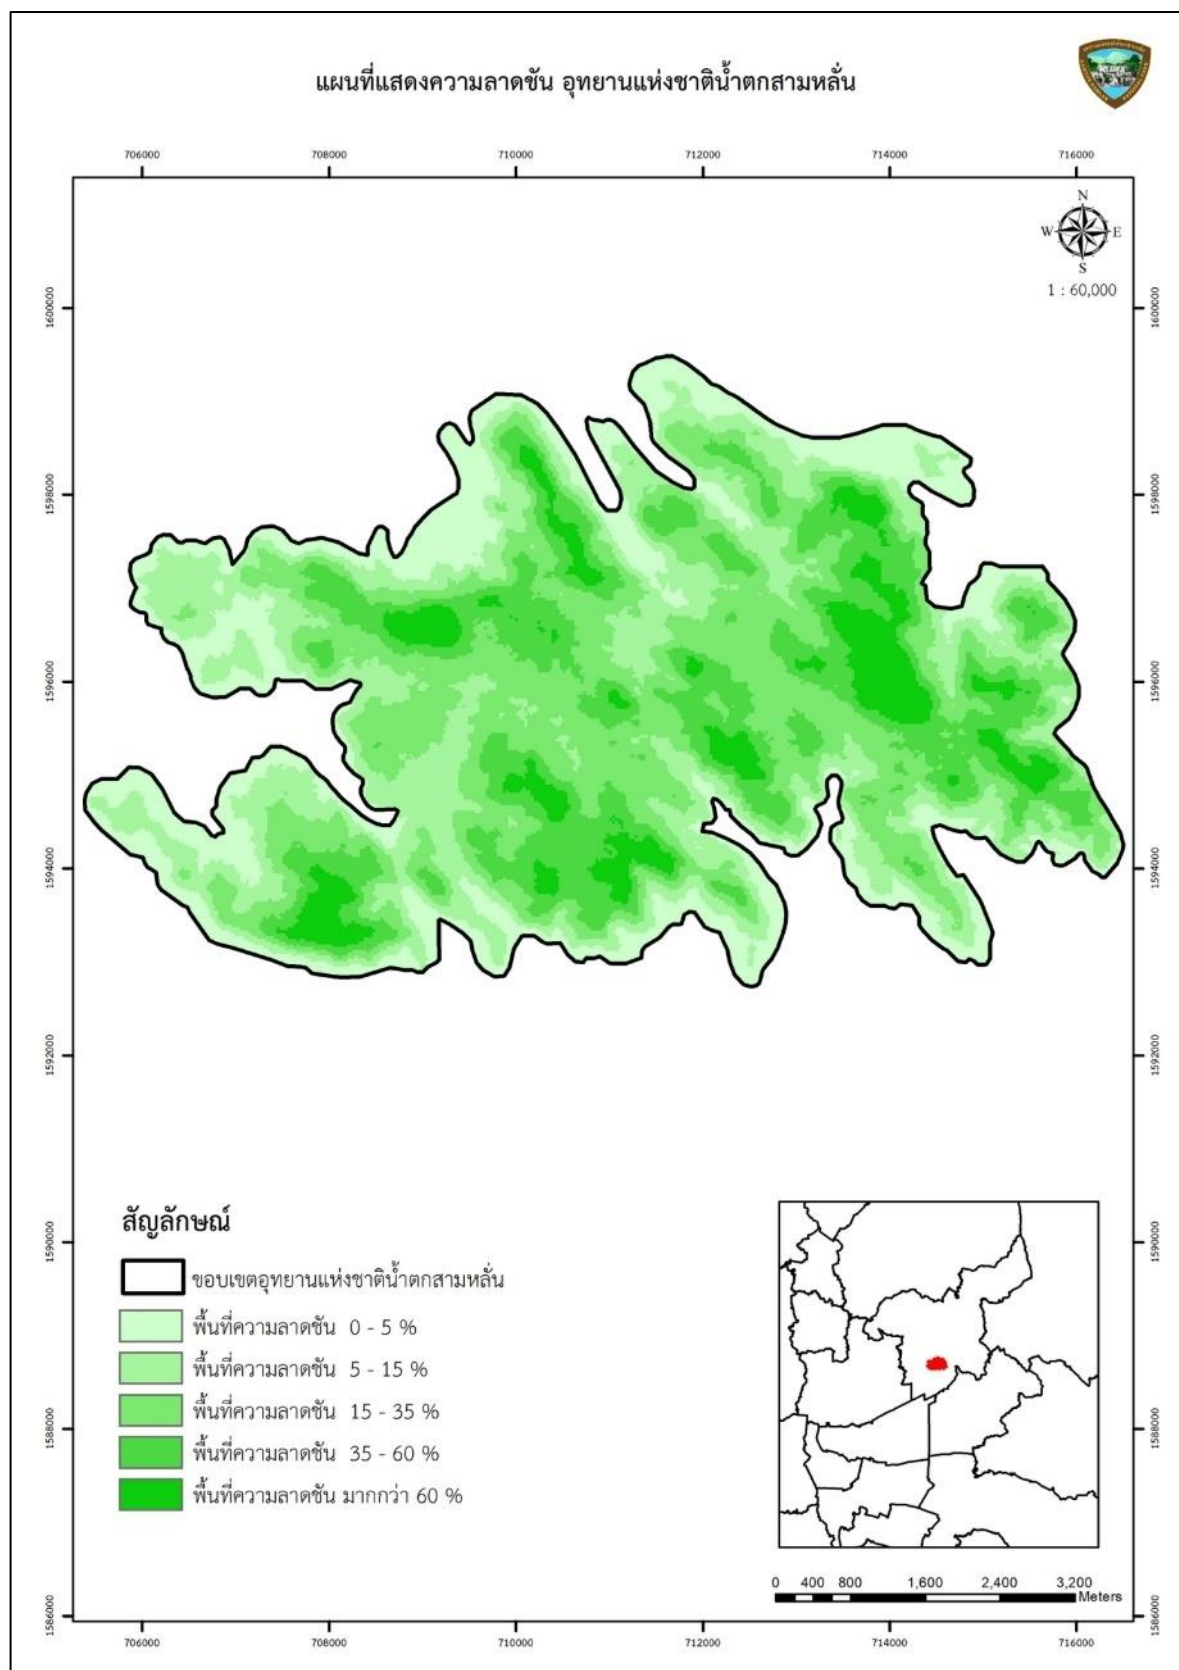 แผนที่แสดงความลาดชัน อุทยานแห่งชาติน้ำตกสามหลั่น
706000 708000 710000 712000 714000 716000
N
W E
S
1 : 60,000
1600000 1600000
1598000 1598000
1596000 1596000
1594000 1594000
1592000 1592000
1590000 1590000
1588000 1588000
1586000 1586000
สัญลักษณ์
ขอบเขตอุทยานแห่งชาติน้ำตกสามหลั่น
พื้นที่ความลาดชัน 0 - 5 %
พื้นที่ความลาดชัน 5 - 15 %
พื้นที่ความลาดชัน 15 - 35 %
พื้นที่ความลาดชัน 35 - 60 %
พื้นที่ความลาดชัน มากกว่า 60 %
0 400 800 1,600 2,400 3,200
Meters
706000 708000 710000 712000 714000 716000